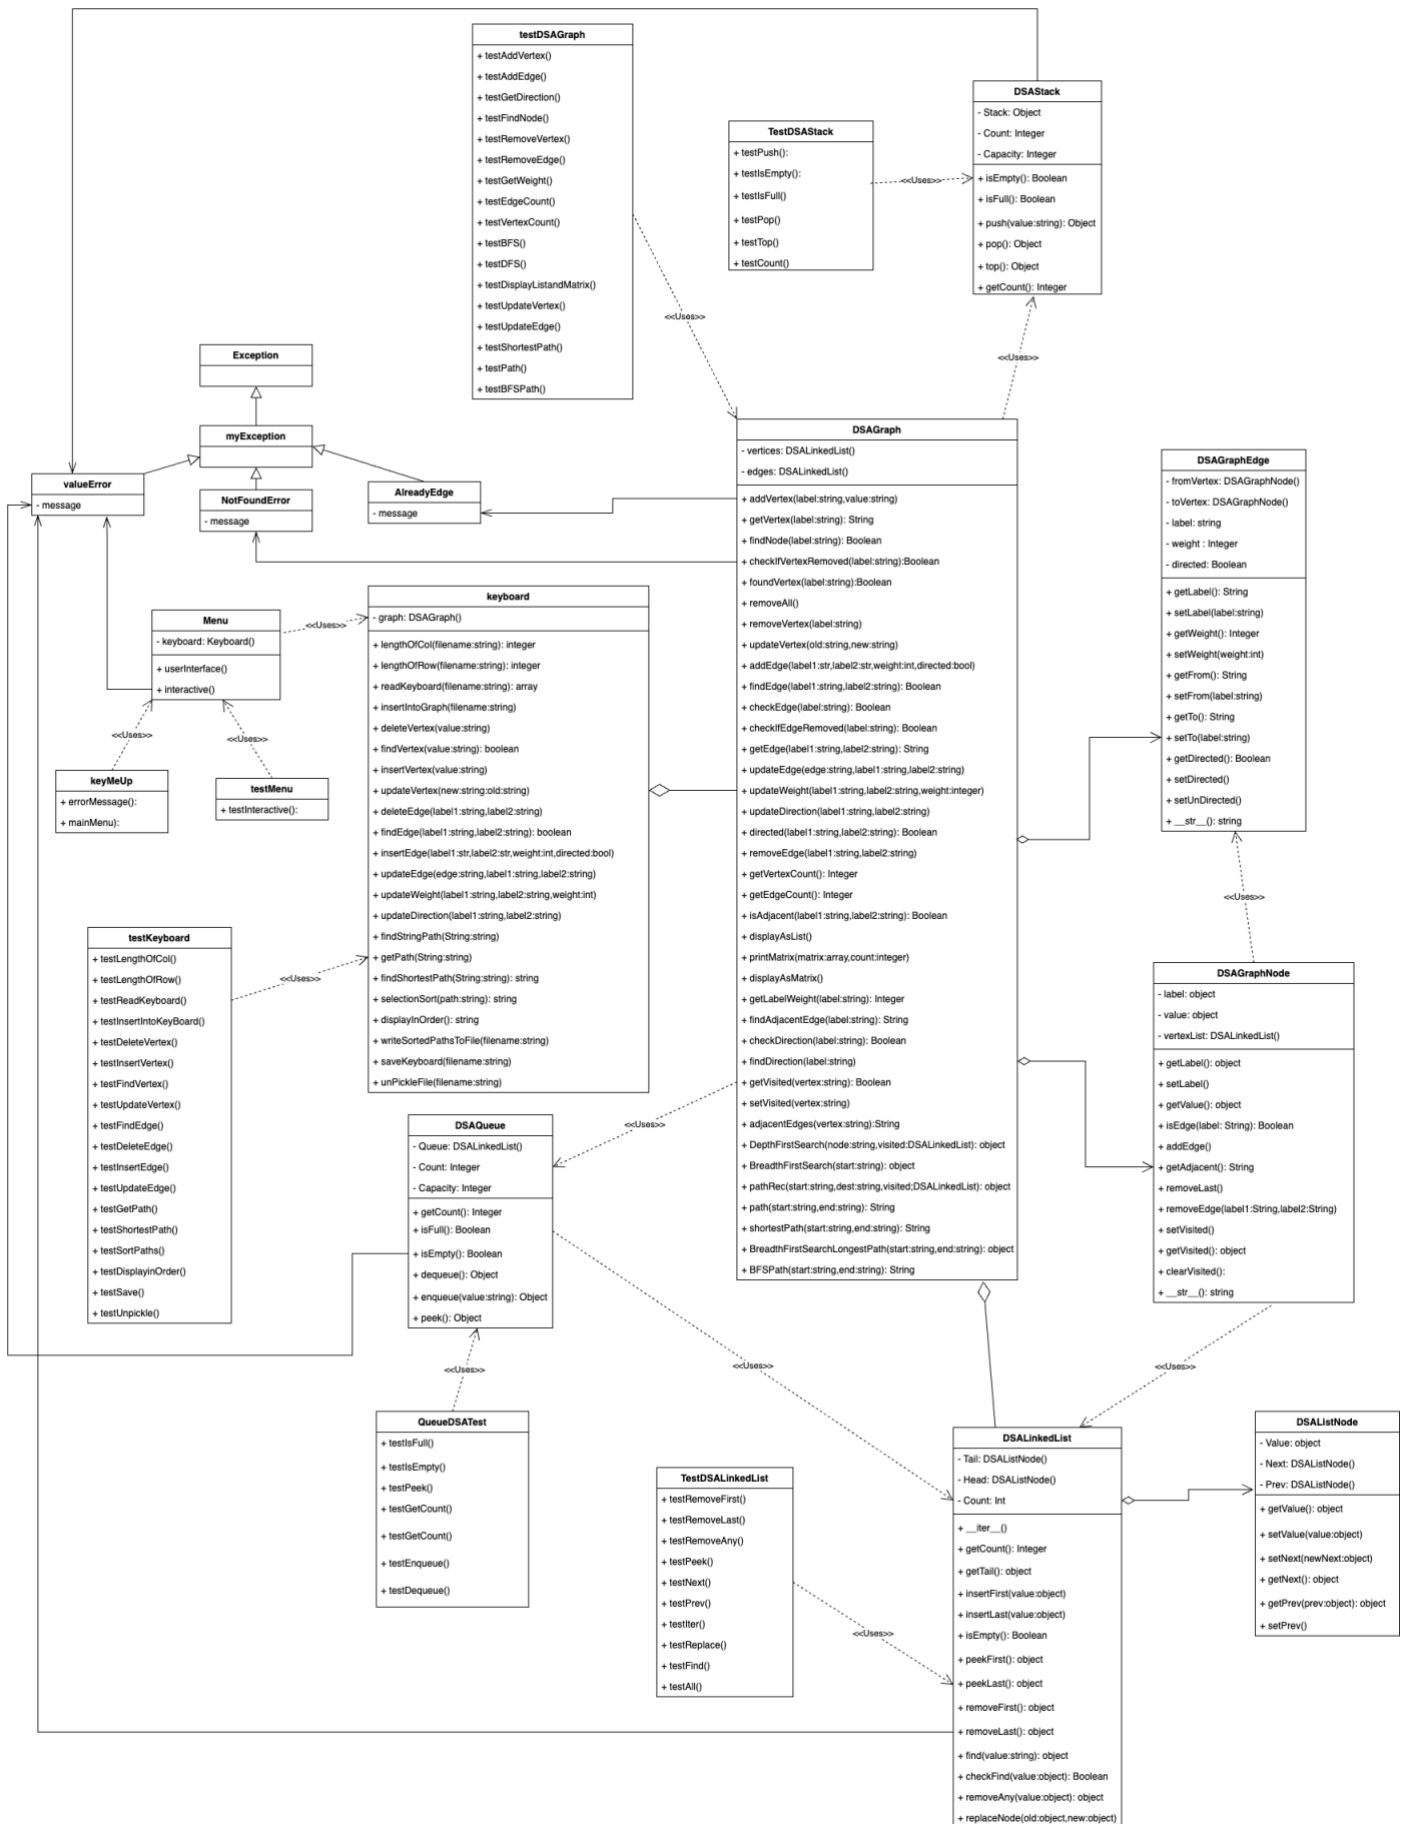 testDSAGraph
+ testAddVertex()
+ testAddEdge()
+ testGetDirection()
+ testFindNode()
+ testRemoveVertex()
+ testRemoveEdge()
+ testGetWeight()
+ testEdgeCount()
+ testVertexCount()
+ testBFS()
+ testDFS()
+ testDisplayListandMatrix()
+ testUpdateVertex()
+ testUpdateEdge()
+ testShortestPath()
+ testPath()
+ testBFSPath()
TestDSAStack
+ testPush():
+ testIsEmpty():
+ testIsFull()
+ testPop()
+ testTop()
+ testCount()
<<Uses>>
DSAStack
- Stack: Object
- Count: Integer
- Capacity: Integer
+ isEmpty(): Boolean
+ isFull(): Boolean
+ push(value:string): Object
+ pop(): Object
+ top(): Object
+ getCount(): Integer
<<Uses>>
<<Uses>>
Exception
myException
valueError
- message
NotFoundError
- message
AlreadyEdge
- message
Menu
- keyboard: Keyboard()
+ userInterface()
+ interactive()
<<Uses>>
<<Uses>>
<<Uses>>
keyMeUp
+ errorMessage():
+ mainMenu):
testMenu
+ testInteractive():
keyboard
- graph: DSAGraph()
+ lengthOfCol(filename:string): integer
+ lengthOfRow(filename:string): integer
+ readKeyboard(filename:string): array
+ insertIntoGraph(filename:string)
+ deleteVertex(value:string)
+ findVertex(value:string): boolean
+ insertVertex(value:string)
+ updateVertex(new:string:old:string)
+ deleteEdge(label1:string,label2:string)
+ findEdge(label1:string,label2:string): boolean
+ insertEdge(label1:str,label2:str,weight:int,directed:bool)
+ updateEdge(edge:string,label1:string,label2:string)
+ updateWeight(label1:string,label2:string,weight:int)
+ updateDirection(label1:string,label2:string)
+ findStringPath(String:string)
+ getPath(String:string)
+ findShortestPath(String:string): string
+ selectionSort(path:string): string
+ displayInOrder(): string
+ writeSortedPathsToFile(filename:string)
+ saveKeyboard(filename:string)
+ unPickleFile(filename:string)
DSAGraph
- vertices: DSALinkedList()
- edges: DSALinkedList()
+ addVertex(label:string,value:string)
+ getVertex(label:string): String
+ findNode(label:string): Boolean
+ checkIfVertexRemoved(label:string):Boolean
+ foundVertex(label:string):Boolean
+ removeAll()
+ removeVertex(label:string)
+ updateVertex(old:string,new:string)
+ addEdge(label1:str,label2:str,weight:int,directed:bool)
+ findEdge(label1:string,label2:string): Boolean
+ checkEdge(label:string): Boolean
+ checkIfEdgeRemoved(label:string): Boolean
+ getEdge(label1:string,label2:string): String
+ updateEdge(edge:string,label1:string,label2:string)
+ updateWeight(label1:string,label2:string,weight:integer)
+ updateDirection(label1:string,label2:string)
+ directed(label1:string,label2:string): Boolean
+ removeEdge(label1:string,label2:string)
+ getVertexCount(): Integer
+ getEdgeCount(): Integer
+ isAdjacent(label1:string,label2:string): Boolean
+ displayAsList()
+ printMatrix(matrix:array,count:integer)
+ displayAsMatrix()
+ getLabelWeight(label:string): Integer
+ findAdjacentEdge(label:string): String
+ checkDirection(label:string): Boolean
+ findDirection(label:string)
+ getVisited(vertex:string): Boolean
+ setVisited(vertex:string)
+ adjacentEdges(vertex:string):String
+ DepthFirstSearch(node:string,visited:DSALinkedList): object
+ BreadthFirstSearch(start:string): object
+ pathRec(start:string,dest:string,visited;DSALinkedList): object
+ path(start:string,end:string): String
+ shortestPath(start:string,end:string): String
+ BreadthFirstSearchLongestPath(start:string,end:string): object
+ BFSPath(start:string,end:string): String
DSAGraphEdge
- fromVertex: DSAGraphNode()
- toVertex: DSAGraphNode()
- label: string
- weight : Integer
- directed: Boolean
+ getLabel(): String
+ setLabel(label:string)
+ getWeight(): Integer
+ setWeight(weight:int)
+ getFrom(): String
+ setFrom(label:string)
+ getTo(): String
+ setTo(label:string)
+ getDirected(): Boolean
+ setDirected()
+ setUnDirected()
+ __str__(): string
<<Uses>>
DSAGraphNode
- label: object
- value: object
- vertexList: DSALinkedList()
+ getLabel(): object
+ setLabel()
+ getValue(): object
+ isEdge(label: String): Boolean
+ addEdge()
+ getAdjacent(): String
+ removeLast()
+ removeEdge(label1:String,label2:String)
+ setVisited()
+ getVisited(): object
+ clearVisited():
+ __str__(): string
testKeyboard
+ testLengthOfCol()
+ testLengthOfRow()
+ testReadKeyboard()
+ testInsertIntoKeyBoard()
+ testDeleteVertex()
+ testInsertVertex()
+ testFindVertex()
+ testUpdateVertex()
+ testFindEdge()
+ testDeleteEdge()
+ testInsertEdge()
+ testUpdateEdge()
+ testGetPath()
+ testShortestPath()
+ testSortPaths()
+ testDisplayinOrder()
+ testSave()
+ testUnpickle()
<<Uses>>
DSAQueue
- Queue: DSALinkedList()
- Count: Integer
- Capacity: Integer
+ getCount(): Integer
+ isFull(): Boolean
+ isEmpty(): Boolean
+ dequeue(): Object
+ enqueue(value:string): Object
+ peek(): Object
<<Uses>>
<<Uses>>
<<Uses>>
<<Uses>>
QueueDSATest
+ testIsFull()
+ testIsEmpty()
+ testPeek()
+ testGetCount()
+ testGetCount()
+ testEnqueue()
+ testDequeue()
TestDSALinkedList
+ testRemoveFirst()
+ testRemoveLast()
+ testRemoveAny()
+ testPeek()
+ testNext()
+ testPrev()
+ testIter()
+ testReplace()
+ testFind()
+ testAll()
<<Uses>>
DSALinkedList
- Tail: DSAListNode()
- Head: DSAListNode()
- Count: Int
+ __iter__()
+ getCount(): Integer
+ getTail(): object
+ insertFirst(value:object)
+ insertLast(value:object)
+ isEmpty(): Boolean
+ peekFirst(): object
+ peekLast(): object
+ removeFirst(): object
+ removeLast(): object
+ find(value:string): object
+ checkFind(value:object): Boolean
+ removeAny(value:object): object
+ replaceNode(old:object,new:object)
DSAListNode
- Value: object
- Next: DSAListNode()
- Prev: DSAListNode()
+ getValue(): object
+ setValue(value:object)
+ setNext(newNext:object)
+ getNext(): object
+ getPrev(prev:object): object
+ setPrev()